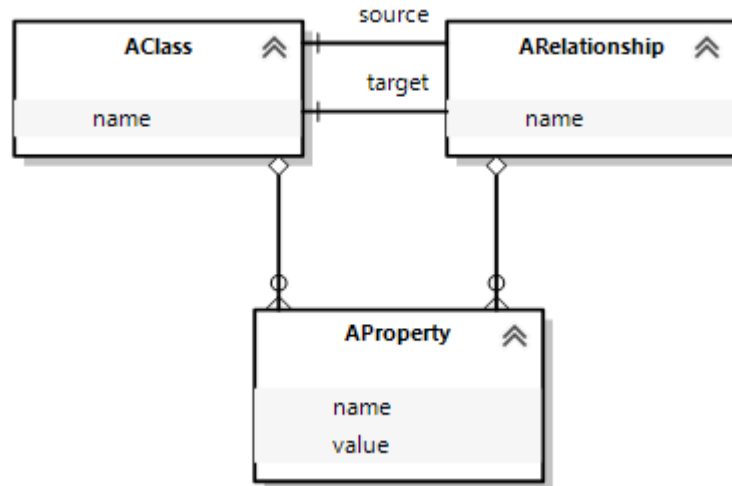 source
AClass
ARelationship
target
name
name
AProperty
name
value